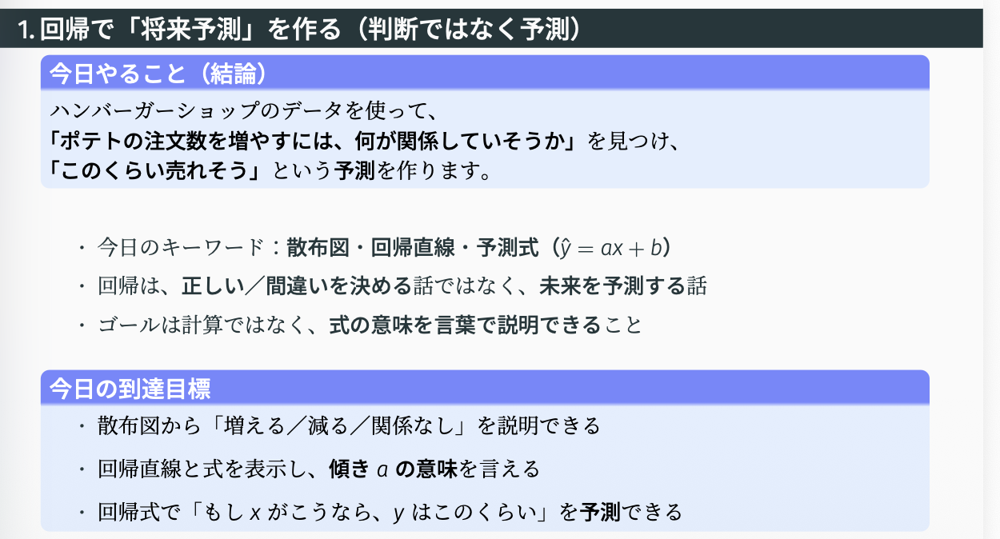 1. 回帰で「将来予測」を作る（判断ではなく予測）
今日やること（結論）
ハンバーガーショップのデータを使って、
「ポテトの注文数を増やすには、何が関係していそうか」を見つけ、
「このくらい売れそう」という予測を作ります。
・ 今日のキーワード：散布図・回帰直線・予測式（ŷ = ax + b）
・ 回帰は、正しい／間違いを決める話ではなく、未来を予測する話
・ ゴールは計算ではなく、式の意味を言葉で説明できること
今日の到達目標
・ 散布図から「増える／減る／関係なし」を説明できる
・ 回帰直線と式を表示し、傾き a の意味を言える
・ 回帰式で「もし x がこうなら、y はこのくらい」を予測できる